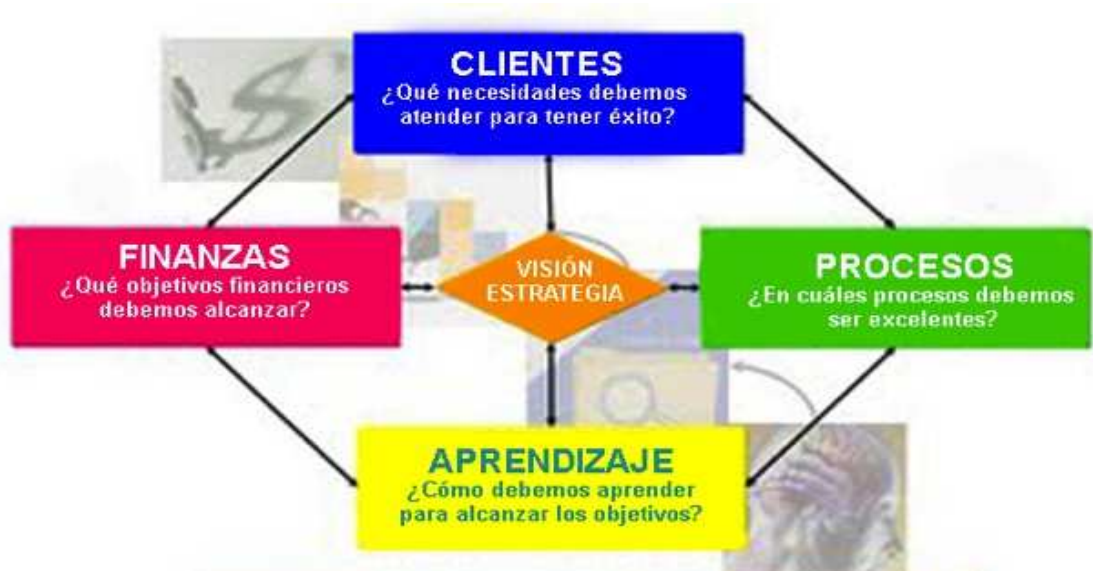 CLIENTES
¿Qué necesidades debemos
atender para tener éxito?
FINANZAS
¿Qué objetivos financieros
debemos alcanzar?
VISIÓN
ESTRATEGIA
PROCESOS
¿En cuáles procesos debemos
ser excelentes?
APRENDIZAJE
¿Cómo debemos aprender
para alcanzar los objetivos?